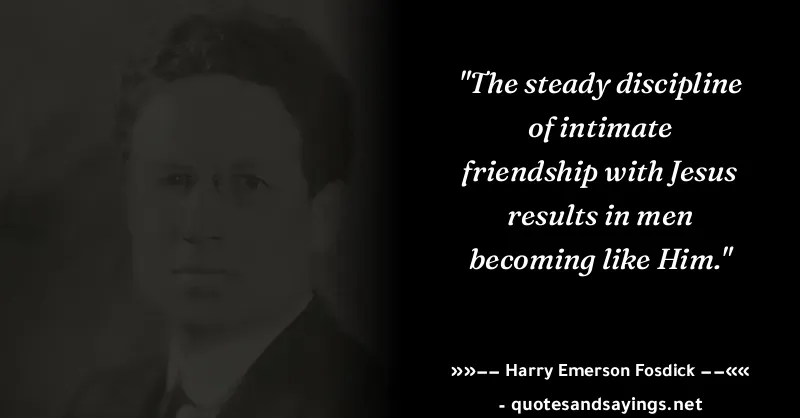 "The steady discipline
of intimate
friendship with Jesus
results in men
becoming like Him."
»»−− Harry Emerson Fosdick −−««
- quotesandsayings.net